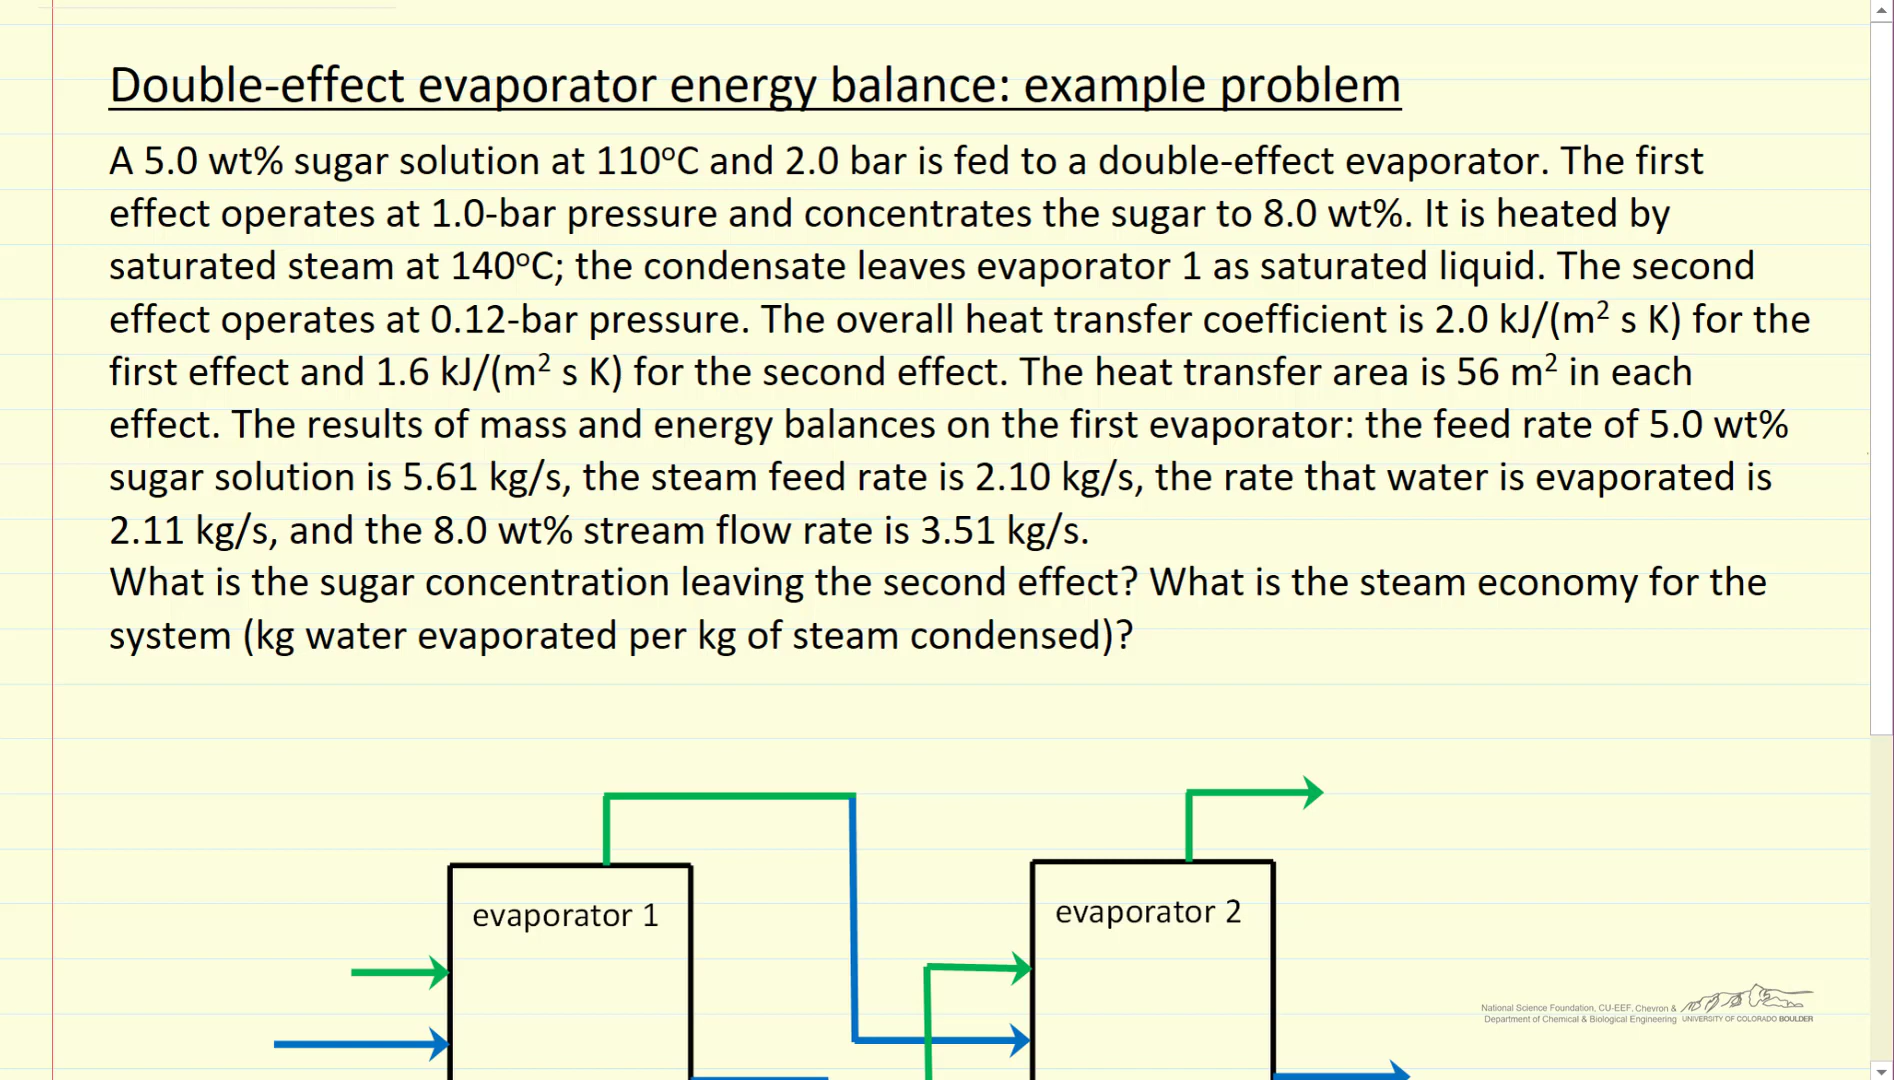 Double-effect evaporator energy balance: example problem
A 5.0 wt% sugar solution at 110ºC and 2.0 bar is fed to a double-effect evaporator. The first
effect operates at 1.0-bar pressure and concentrates the sugar to 8.0 wt%. It is heated by
saturated steam at 140ºC; the condensate leaves evaporator 1 as saturated liquid. The second
effect operates at 0.12-bar pressure. The overall heat transfer coefficient is 2.0 kJ/(m² s K) for the
first effect and 1.6 kJ/(m² s K) for the second effect. The heat transfer area is 56 m² in each
effect. The results of mass and energy balances on the first evaporator: the feed rate of 5.0 wt%
sugar solution is 5.61 kg/s, the steam feed rate is 2.10 kg/s, the rate that water is evaporated is
2.11 kg/s, and the 8.0 wt% stream flow rate is 3.51 kg/s.
What is the sugar concentration leaving the second effect? What is the steam economy for the
system (kg water evaporated per kg of steam condensed)?
evaporator 1
evaporator 2
National Science Foundation, CU-EEF, Chevron &
Department of Chemical & Biological Engineering
UNIVERSITY OF COLORADO BOULDER